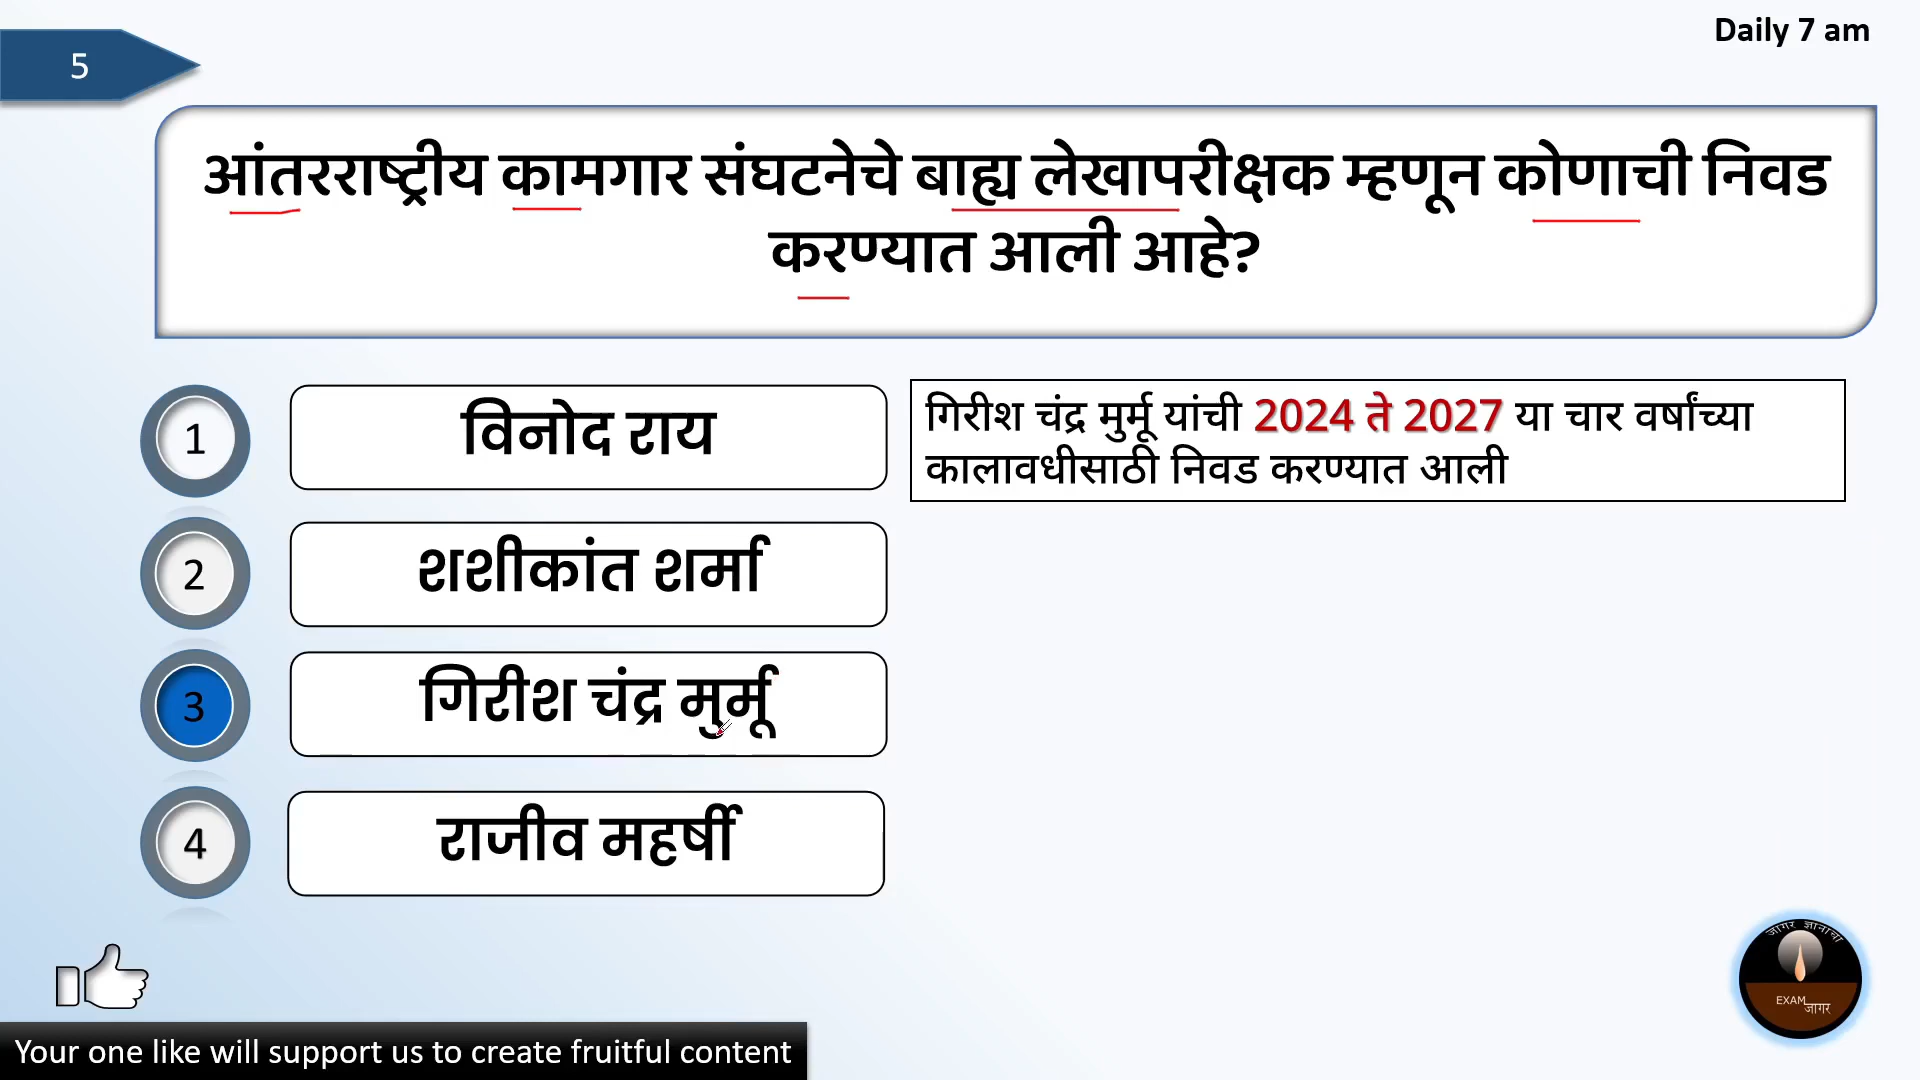 Daily 7 am
5
आंतरराष्ट्रीय कामगार संघटनेचे बाह्य लेखापरीक्षक म्हणून कोणाची निवड
करण्यात आली आहे?
1
विनोद राय
गिरीश चंद्र मुर्मू यांची 2024 ते 2027 या चार वर्षांच्या
कालावधीसाठी निवड करण्यात आली
2
शशीकांत शर्मा
3
गिरीश चंद्र मुर्मू
4
राजीव महर्षी
जागर ज्ञानाचा
EXAM
जागर
Your one like will support us to create fruitful content